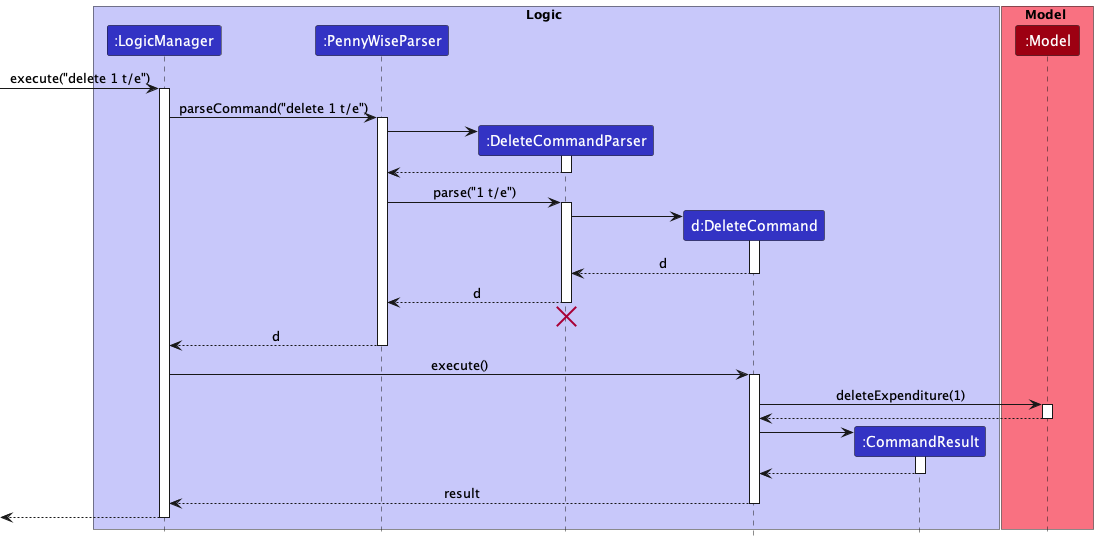 Logic
Model
:LogicManager
:PennyWiseParser
:Model
execute("delete 1 t/e")
parseCommand("delete 1 t/e")
:DeleteCommandParser
parse("1 t/e")
d:DeleteCommand
d
d
d
execute()
deleteExpenditure(1)
:CommandResult
result